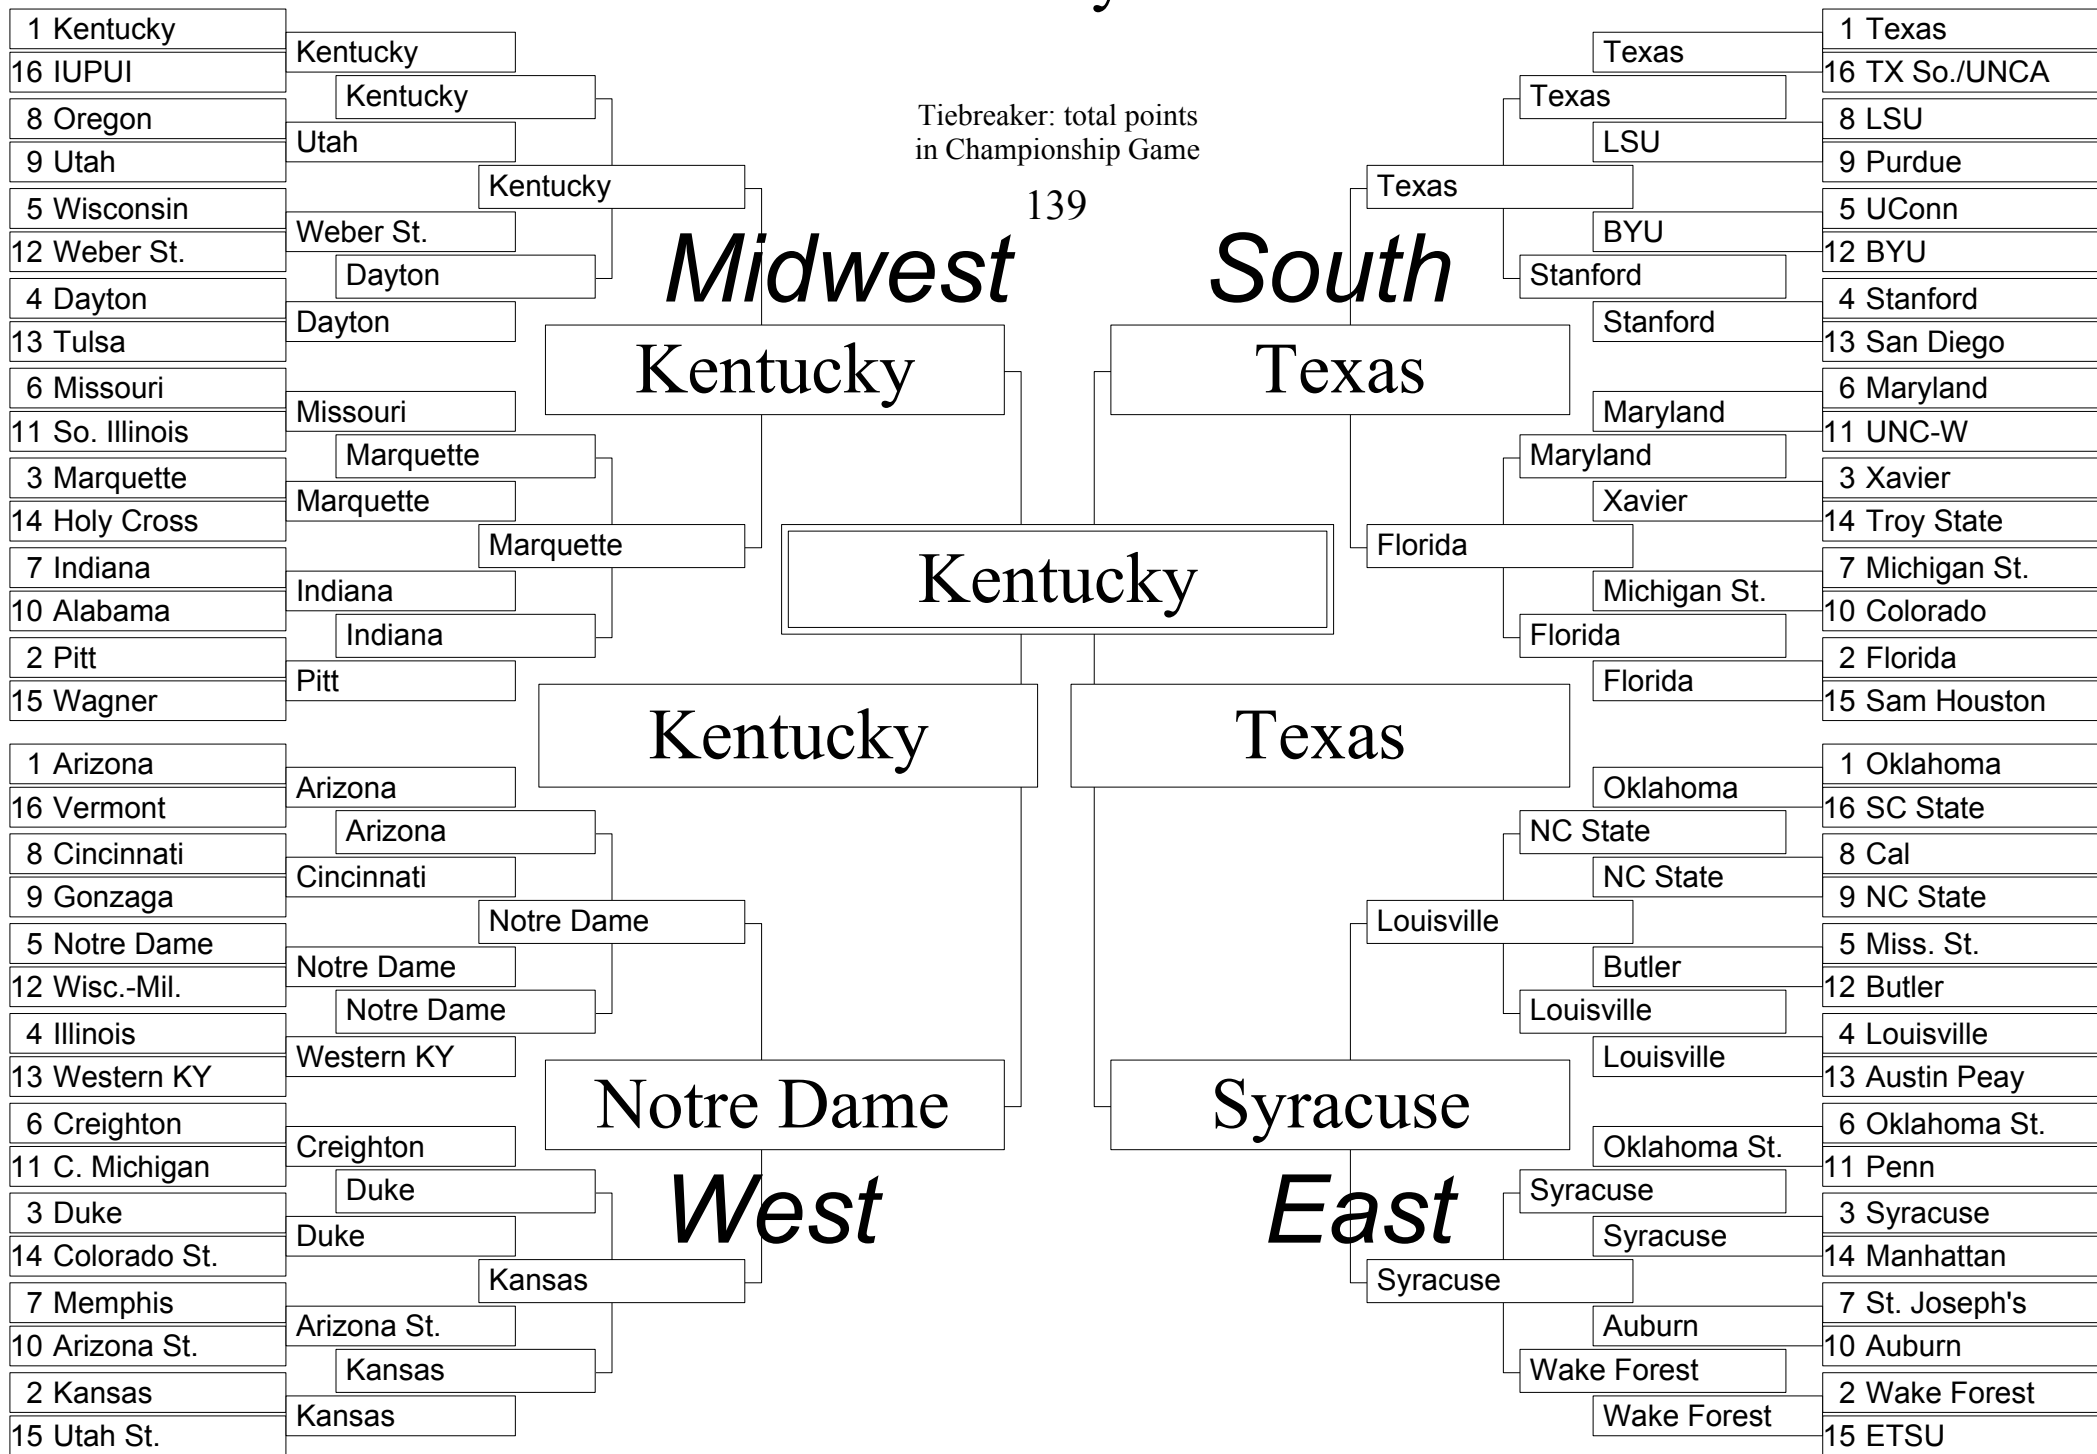 1 Kentucky
16 IUPUI
8 Oregon
9 Utah
5 Wisconsin
12 Weber St.
4 Dayton
13 Tulsa
6 Missouri
11 So. Illinois
3 Marquette
14 Holy Cross
7 Indiana
10 Alabama
2 Pitt
15 Wagner
Kentucky
Utah
Weber St.
Dayton
Missouri
Marquette
Indiana
Pitt
Kentucky
Dayton
Marquette
Indiana
Kentucky
Marquette
Midwest
Kentucky
1 Arizona
16 Vermont
8 Cincinnati
9 Gonzaga
5 Notre Dame
12 Wisc.-Mil.
4 Illinois
13 Western KY
6 Creighton
11 C. Michigan
3 Duke
14 Colorado St.
7 Memphis
10 Arizona St.
2 Kansas
15 Utah St.
Arizona
Cincinnati
Notre Dame
Western KY
Creighton
Duke
Arizona St.
Kansas
Arizona
Notre Dame
Duke
Kansas
Notre Dame
Kansas
Notre Dame
West
Tiebreaker: total points
in Championship Game
139
Kentucky
Kentucky
Texas
South
Texas
Texas
Florida
Texas
Stanford
Maryland
Florida
Texas
LSU
BYU
Stanford
Maryland
Xavier
Michigan St.
Florida
1 Texas
16 TX So./UNCA
8 LSU
9 Purdue
5 UConn
12 BYU
4 Stanford
13 San Diego
6 Maryland
11 UNC-W
3 Xavier
14 Troy State
7 Michigan St.
10 Colorado
2 Florida
15 Sam Houston
Syracuse
East
Louisville
Syracuse
NC State
Louisville
Syracuse
Wake Forest
Oklahoma
NC State
Butler
Louisville
Oklahoma St.
Syracuse
Auburn
Wake Forest
1 Oklahoma
16 SC State
8 Cal
9 NC State
5 Miss. St.
12 Butler
4 Louisville
13 Austin Peay
6 Oklahoma St.
11 Penn
3 Syracuse
14 Manhattan
7 St. Joseph's
10 Auburn
2 Wake Forest
15 ETSU